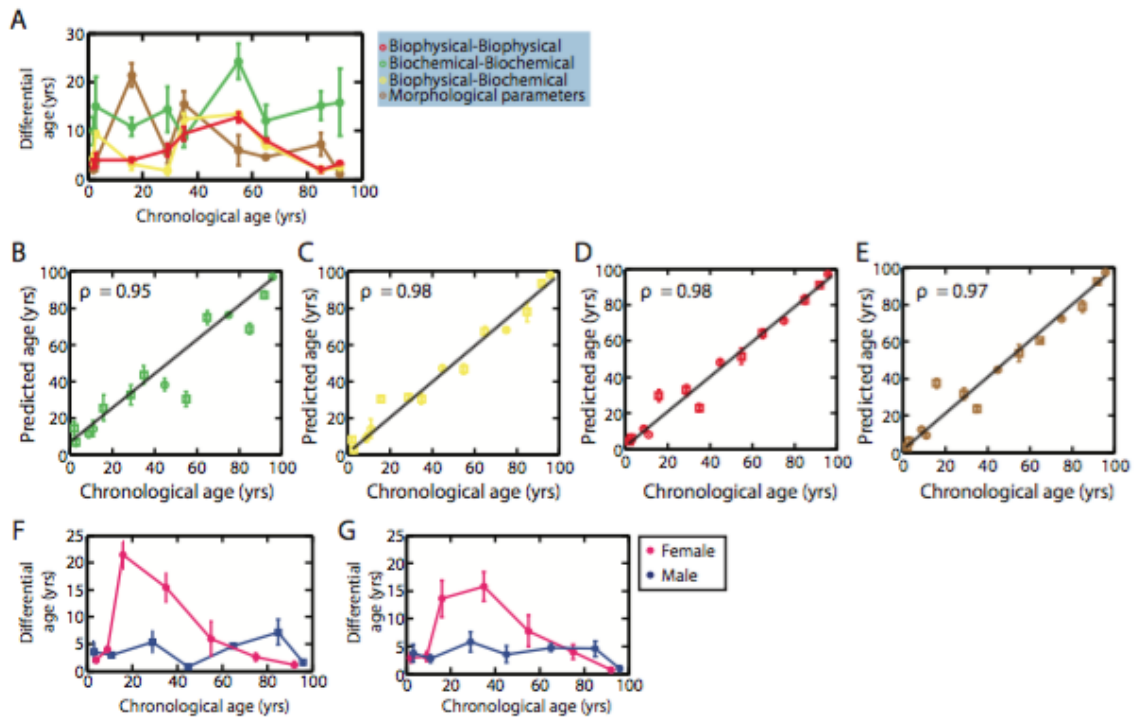 A
30
20
10
0
Differential
age (yrs)
0 20 40 60 80 100
Chronological age (yrs)
Biophysical-Biophysical
Biochemical-Biochemical
Biophysical-Biochemical
Morphological parameters
B
100
80
60
40
20
0
Predicted age (yrs)
ρ = 0.95
0 20 40 60 80 100
Chronological age (yrs)
C
100
80
60
40
20
0
Predicted age (yrs)
ρ = 0.98
0 20 40 60 80 100
Chronological age (yrs)
D
100
80
60
40
20
0
Predicted age (yrs)
ρ = 0.98
0 20 40 60 80 100
Chronological age (yrs)
E
100
80
60
40
20
0
Predicted age (yrs)
ρ = 0.97
0 20 40 60 80 100
Chronological age (yrs)
F
25
20
15
10
5
0
Differential
age (yrs)
0 20 40 60 80 100
Chronological age (yrs)
G
25
20
15
10
5
0
Differential
age (yrs)
0 20 40 60 80 100
Chronological age (yrs)
Female
Male